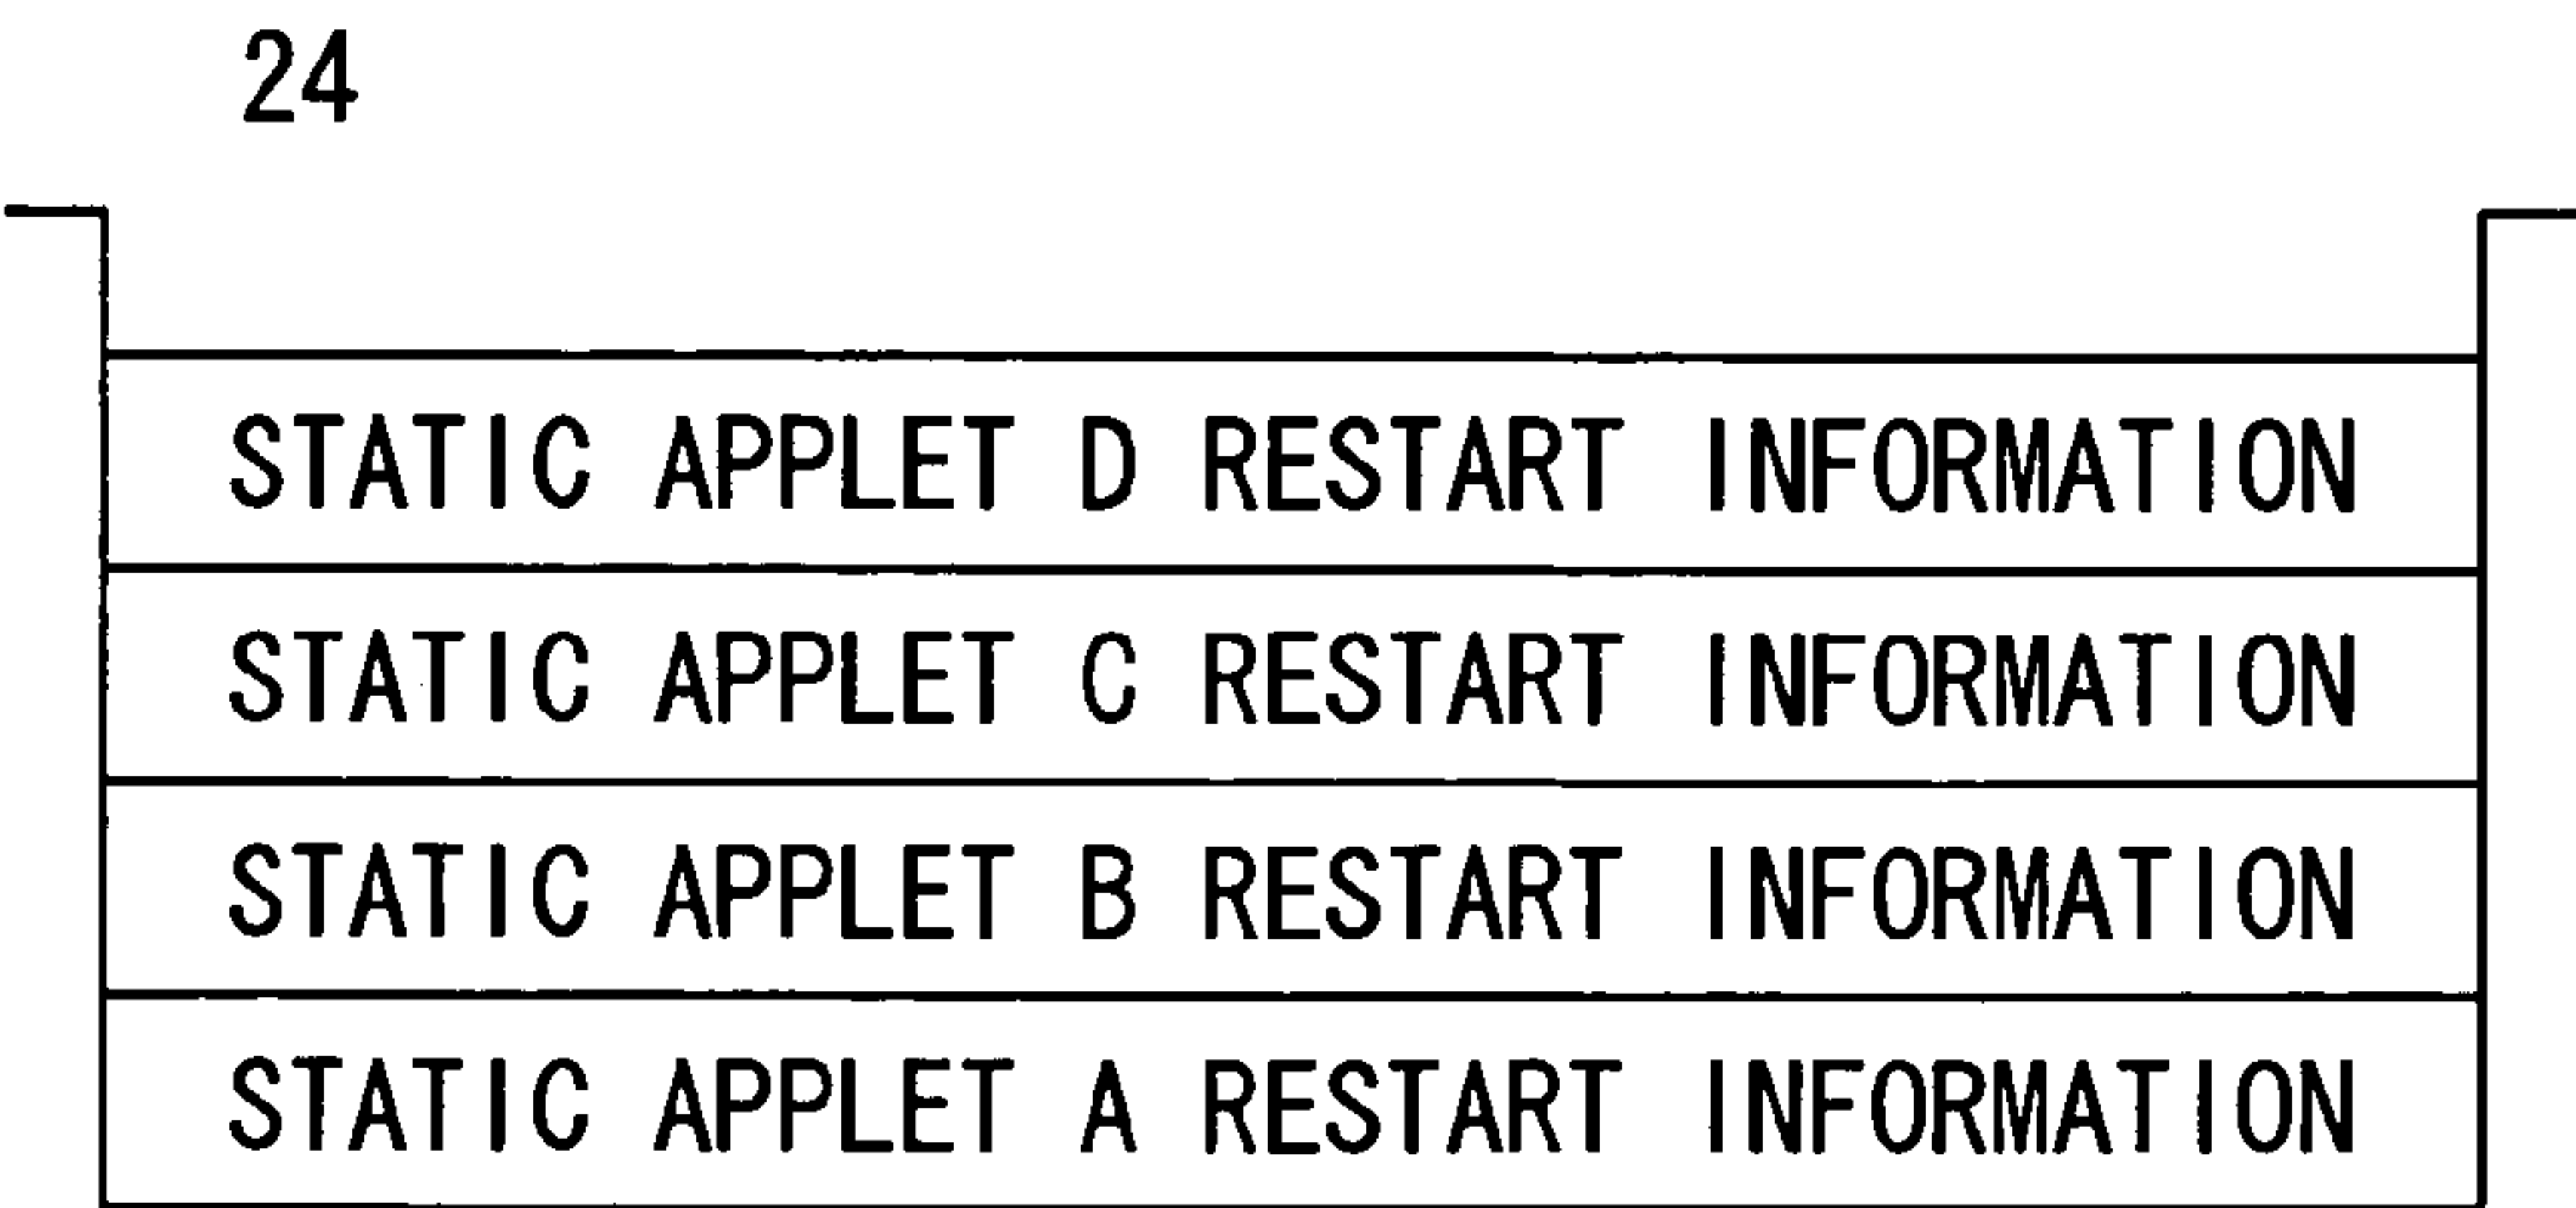 24
STATIC APPLET D RESTART INFORMATION
STATIC APPLET C RESTART INFORMATION
STATIC APPLET B RESTART INFORMATION
STATIC APPLET A RESTART INFORMATION